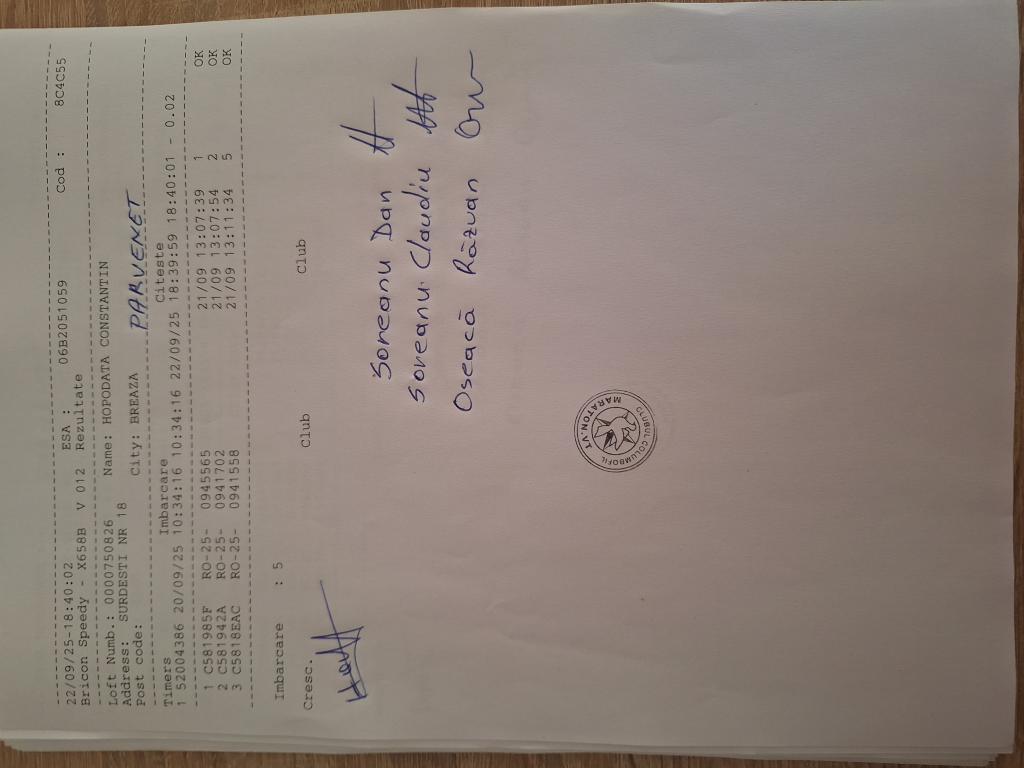 22/09/25-18:40:02 ESA : 06B2051059 Cod : 8C4C55
Bricon Speedy - X658B V 012 Rezultate
Loft Numb.: 0000750826 Name: HOPODATA CONSTANTIN
Address: SURDESTI NR 18
Post code: City: BREAZA PARVENET
Timers Imbarcare Citeste
1 52004386 20/09/25 10:34:16 10:34:16 22/09/25 18:39:59 18:40:01 - 0.02
1 C581985F RO-25- 0945565 21/09 13:07:39 1 OK
2 C581942A RO-25- 0941702 21/09 13:07:54 2 OK
3 C5818EAC RO-25- 0941558 21/09 13:11:34 5 OK
Imbarcare : 5
Cresc. Club Club
Soreanu Dan
Soreanu Claudiu
Oseacă Răzvan
CLUBUL COLUMBOFIL
MARATON.VT